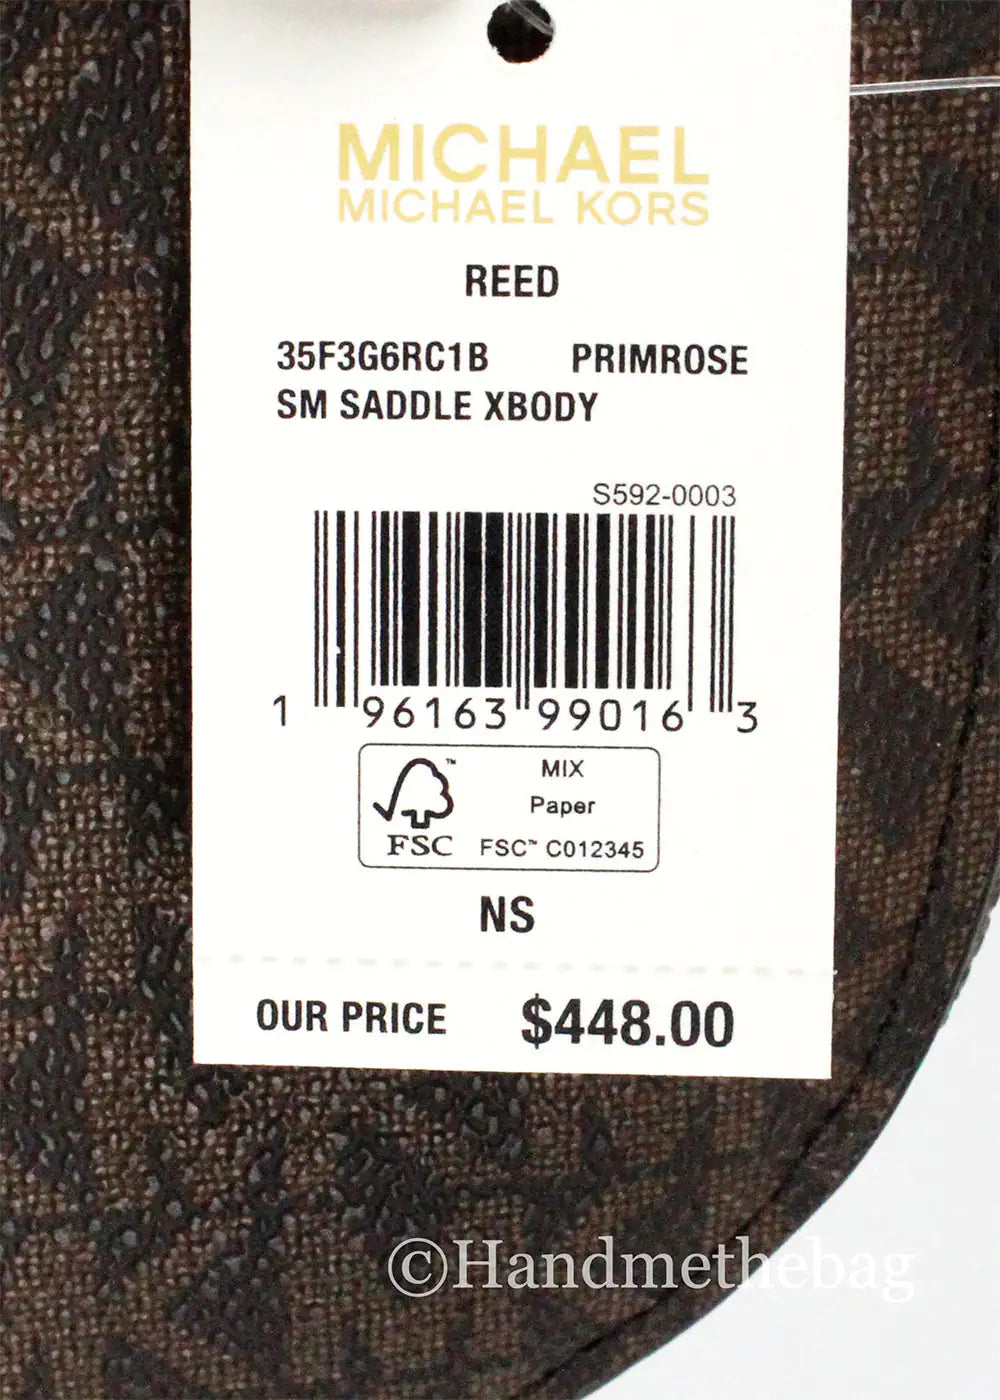 MICHAEL
MICHAEL KORS
REED
35F3G6RC1B PRIMROSE
SM SADDLE XBODY
S592-0003
1 96163 99016 3
FSC™
MIX
Paper
FSC™ C012345
NS
OUR PRICE $448.00
©Handmethebag